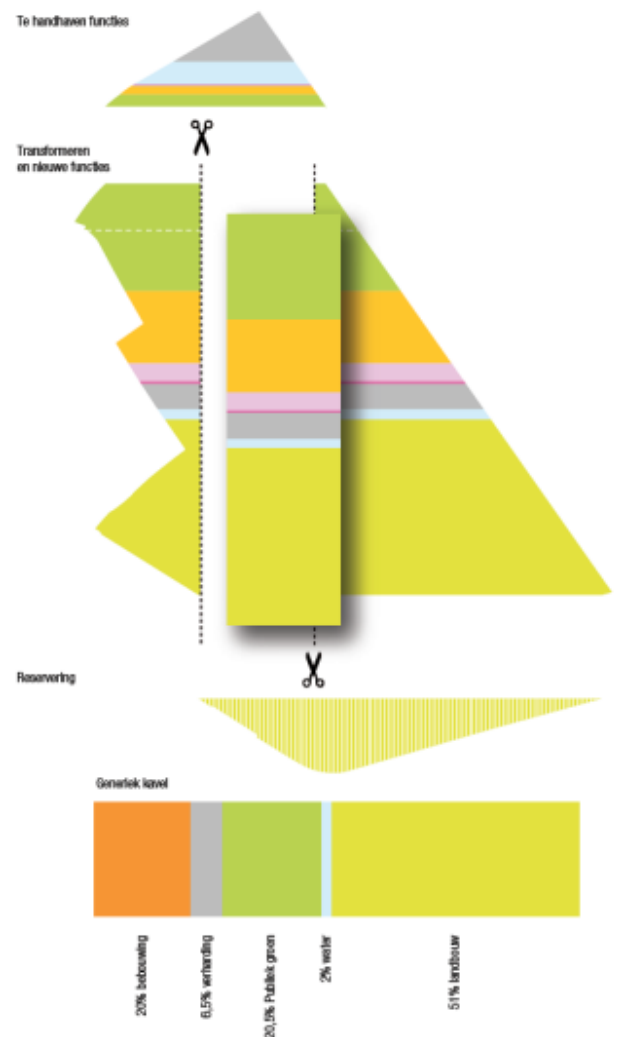 Te handhaven functies
Transformeren
en nieuwe functies
Reservering
Generiek kavel
20% bebouwing
6,5% verharding
20,5% Publiek groen
2% water
51% landbouw